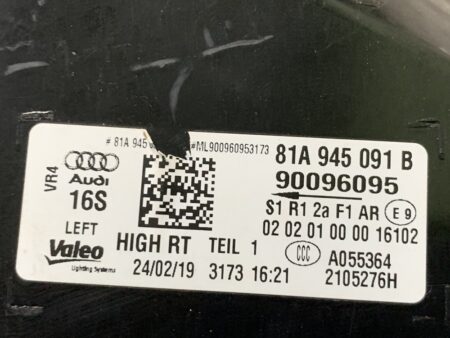 # 81A 945 #ML900960953173
81A 945 091 B
VR4
Audi
16S
90096095
S1 R1 2a F1 AR E 9
LEFT
02 02 01 00 00 16102
Valeo
Lighting Systems
HIGH RT TEIL 1
CCC
A055364
24/02/19 3173 16:21
2105276H